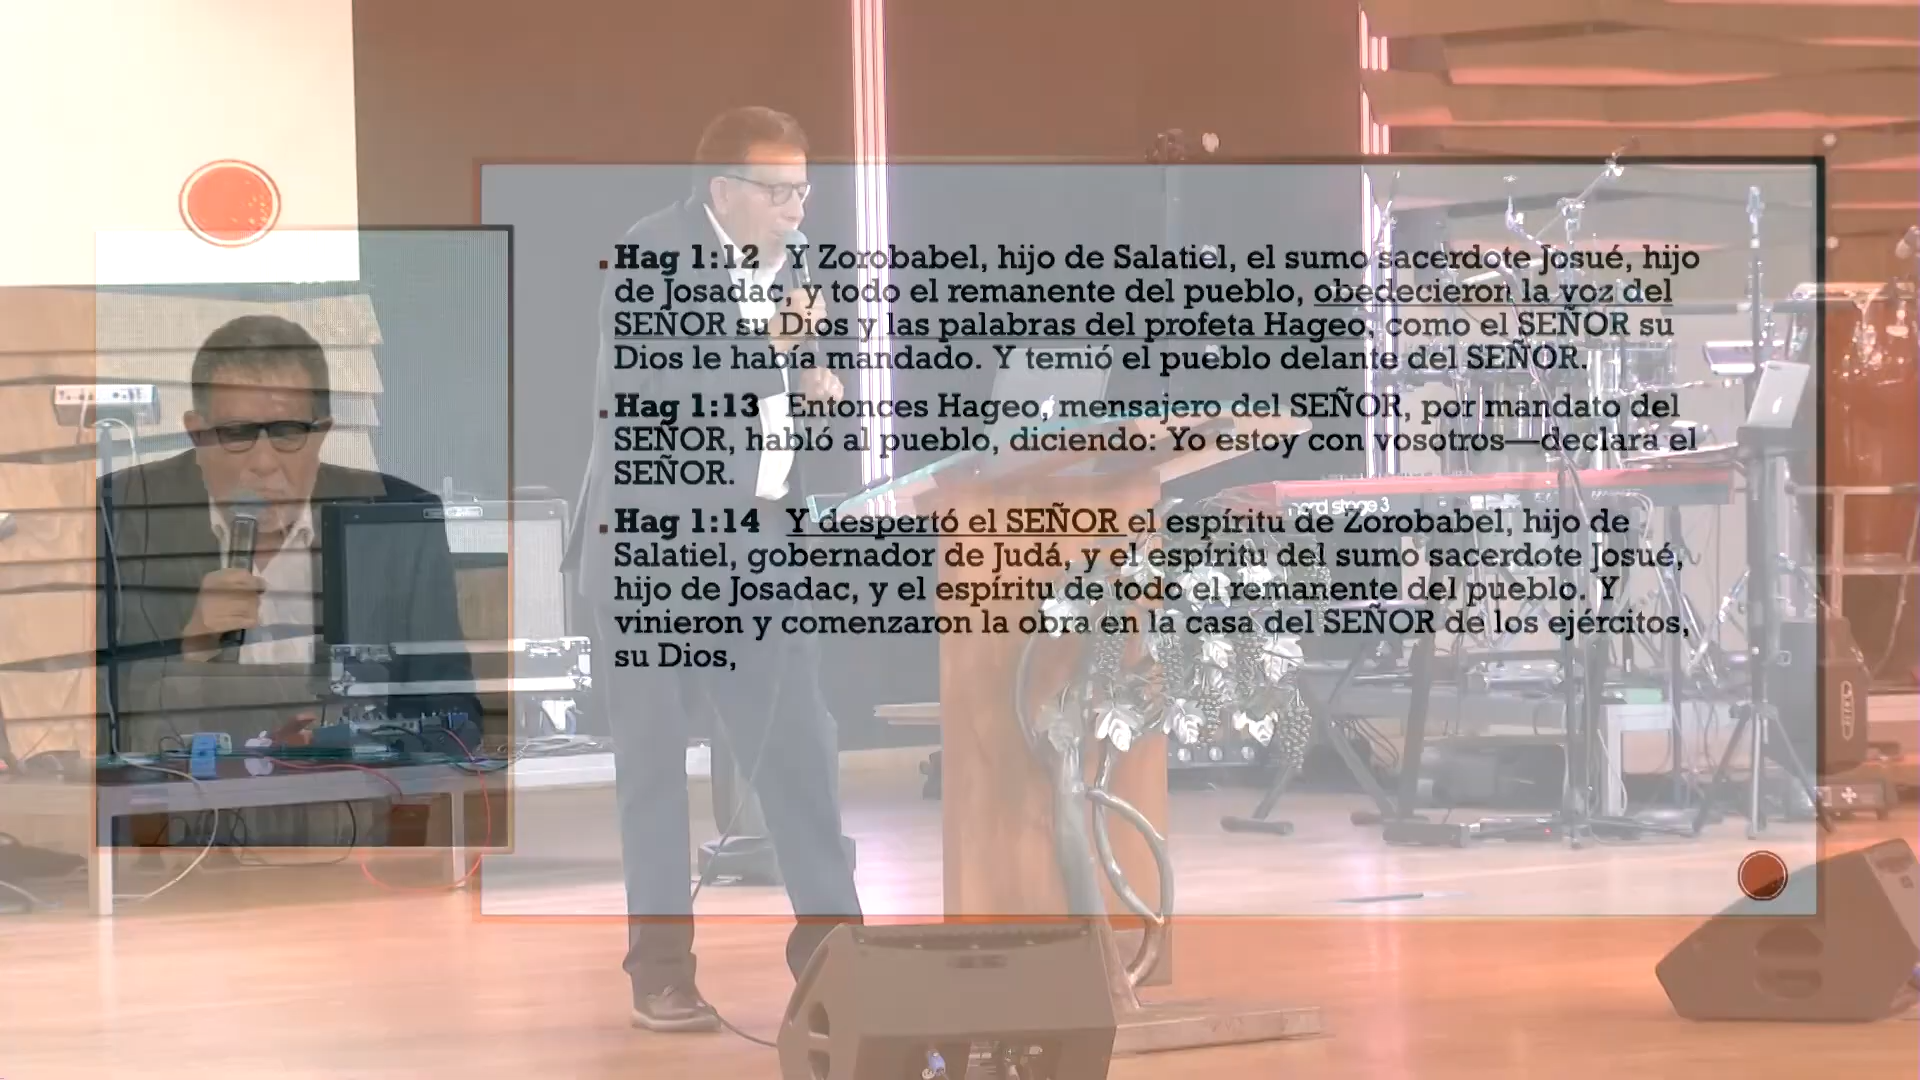 Hag 1:12 Y Zorobabel, hijo de Salatiel, el sumo sacerdote Josué, hijo
de Josadac, y todo el remanente del pueblo, obedecieron la voz del
SEÑOR su Dios y las palabras del profeta Hageo, como el SEÑOR su
Dios le había mandado. Y temió el pueblo delante del SEÑOR.
Hag 1:13 Entonces Hageo, mensajero del SEÑOR, por mandato del
SEÑOR, habló al pueblo, diciendo: Yo estoy con vosotros—declara el
SEÑOR.
nord stage 3
Hag 1:14 Y despertó el SEÑOR el espíritu de Zorobabel, hijo de
Salatiel, gobernador de Judá, y el espíritu del sumo sacerdote Josué,
hijo de Josadac, y el espíritu de todo el remanente del pueblo. Y
vinieron y comenzaron la obra en la casa del SEÑOR de los ejércitos,
su Dios,